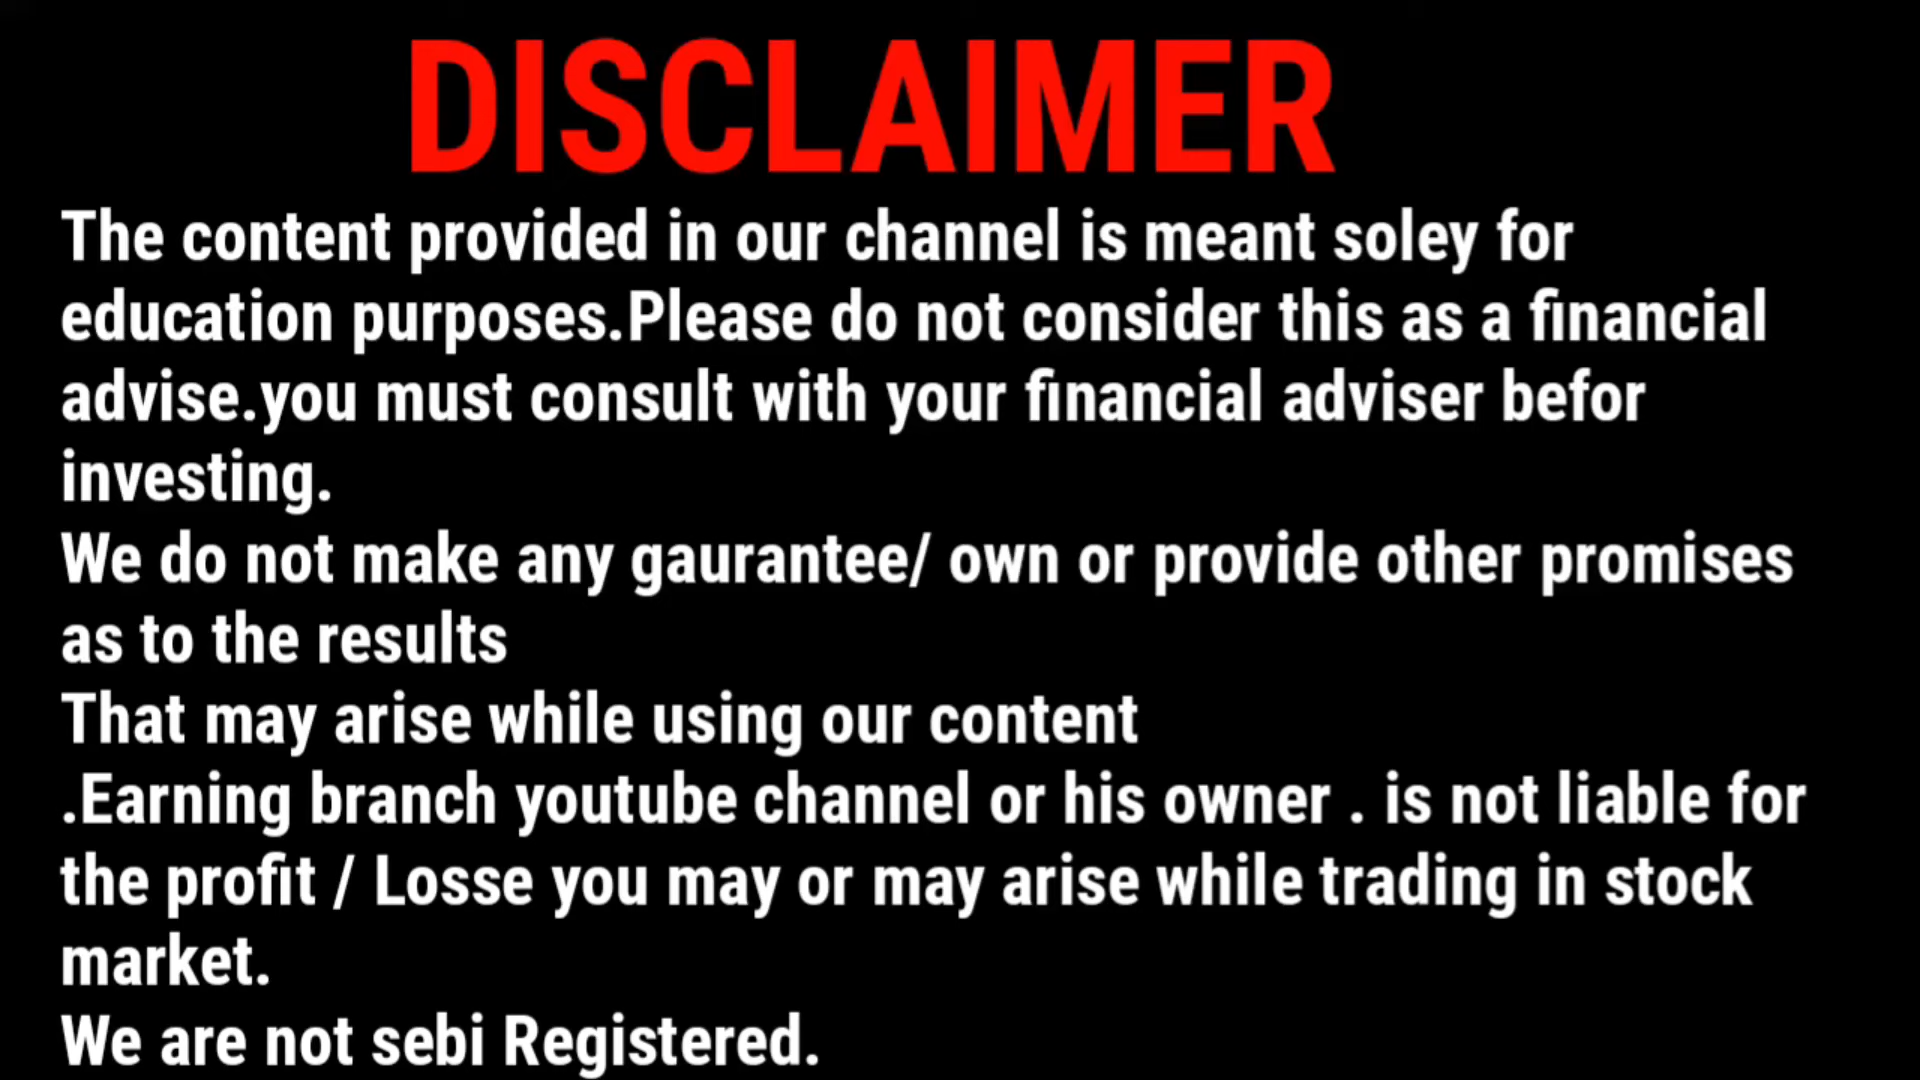 DISCLAIMER
The content provided in our channel is meant soley for
education purposes.Please do not consider this as a financial
advise.you must consult with your financial adviser befor
investing.
We do not make any gaurantee/ own or provide other promises
as to the results
That may arise while using our content
.Earning branch youtube channel or his owner . is not liable for
the profit / Losse you may or may arise while trading in stock
market.
We are not sebi Registered.